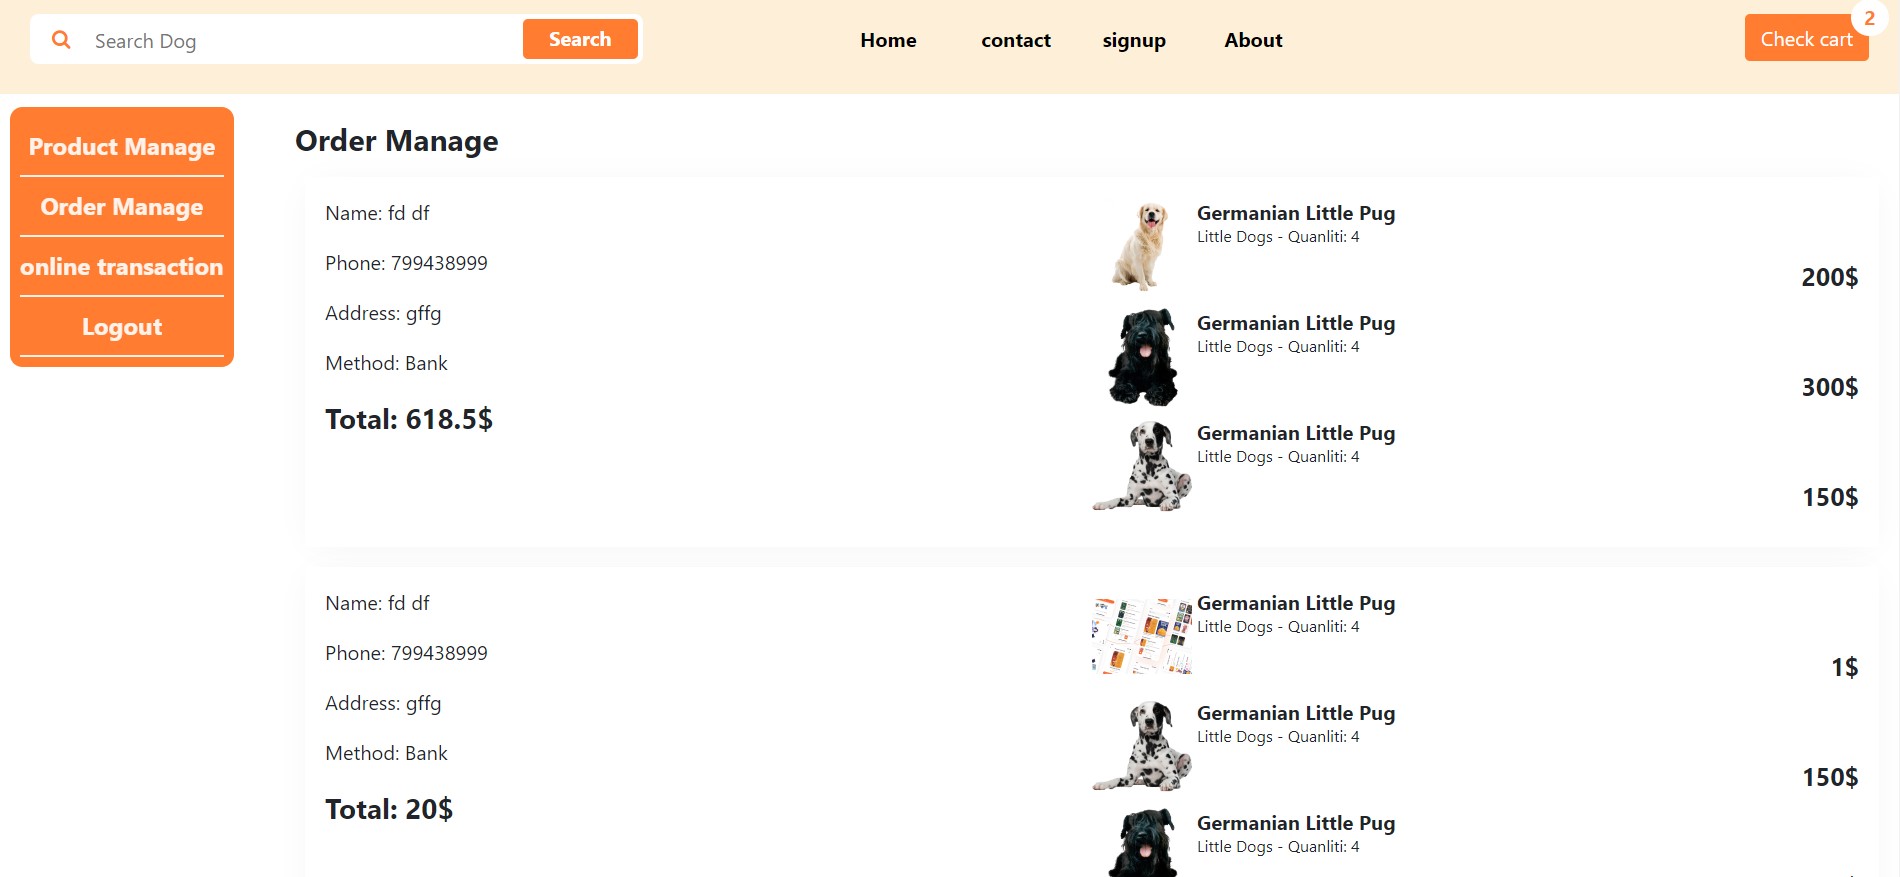 Search Dog
Search
Home
contact
signup
About
Check cart
2
Product Manage
Order Manage
online transaction
Logout
Order Manage
Name: fd df
Phone: 799438999
Address: gffg
Method: Bank
Total: 618.5$
Germanian Little Pug
Little Dogs - Quanliti: 4
200$
Germanian Little Pug
Little Dogs - Quanliti: 4
300$
Germanian Little Pug
Little Dogs - Quanliti: 4
150$
Name: fd df
Phone: 799438999
Address: gffg
Method: Bank
Total: 20$
Germanian Little Pug
Little Dogs - Quanliti: 4
1$
Germanian Little Pug
Little Dogs - Quanliti: 4
150$
Germanian Little Pug
Little Dogs - Quanliti: 4